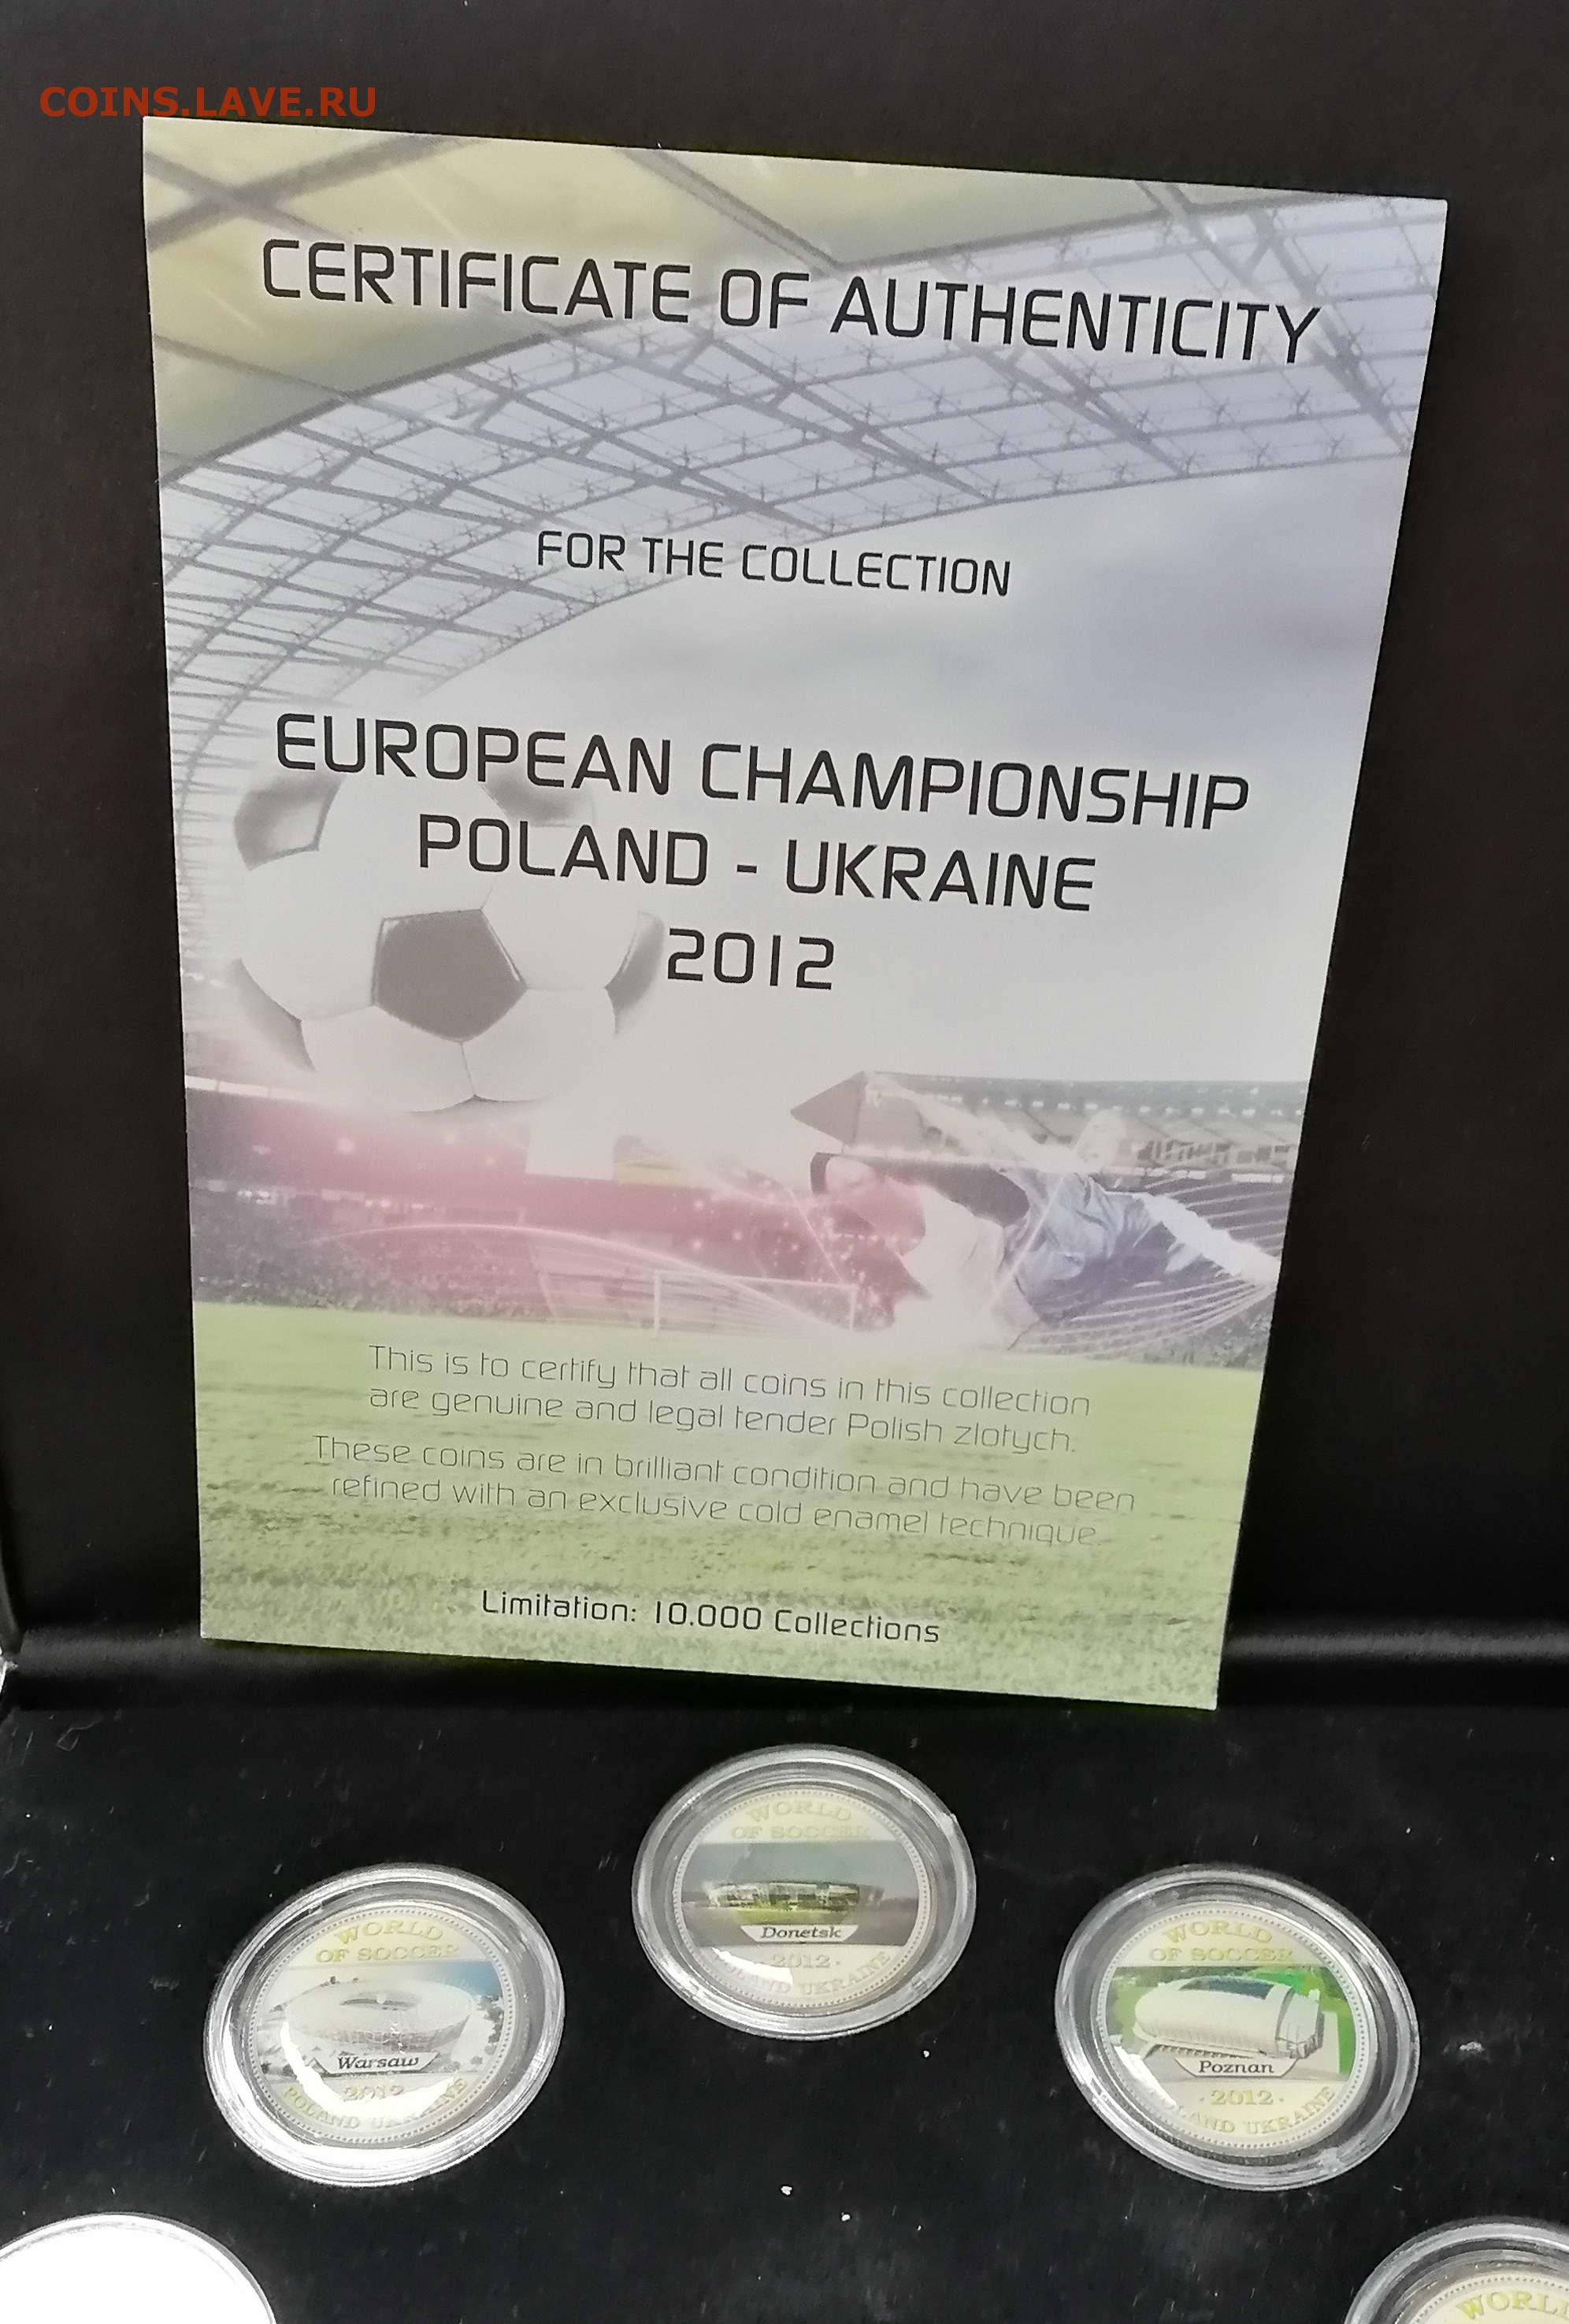 COINS.LAVE.RU
CERTIFICATE OF AUTHENTICITY
FOR THE COLLECTION
EUROPEAN CHAMPIONSHIP
POLAND - UKRAINE
2012
This is to certify that all coins in this collection
are genuine and legal tender Polish zlotych.
These coins are in brilliant condition and have been
refined with an exclusive cold enamel technique.
Limitation: 10.000 Collections
WORLD
OF SOCCER
Warsaw
2012
POLAND UKRAINE
WORLD
OF SOCCER
Donetsk
·2012·
UKRAINE
WORLD
OF SOCCER
Poznan
·2012·
UKRAINE